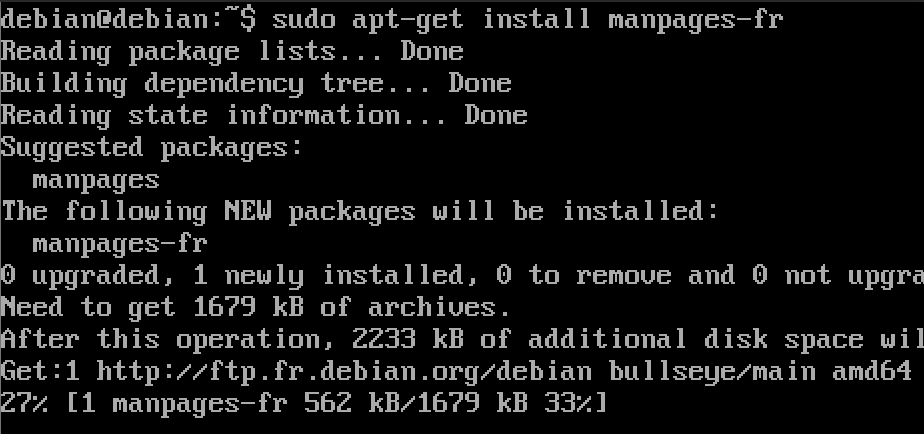 debian@debian:~$ sudo apt-get install manpages-fr
Reading package lists... Done
Building dependency tree... Done
Reading state information... Done
Suggested packages:
  manpages
The following NEW packages will be installed:
  manpages-fr
0 upgraded, 1 newly installed, 0 to remove and 0 not upgra
Need to get 1679 kB of archives.
After this operation, 2233 kB of additional disk space wil
Get:1 http://ftp.fr.debian.org/debian bullseye/main amd64
27% [1 manpages-fr 562 kB/1679 kB 33%]